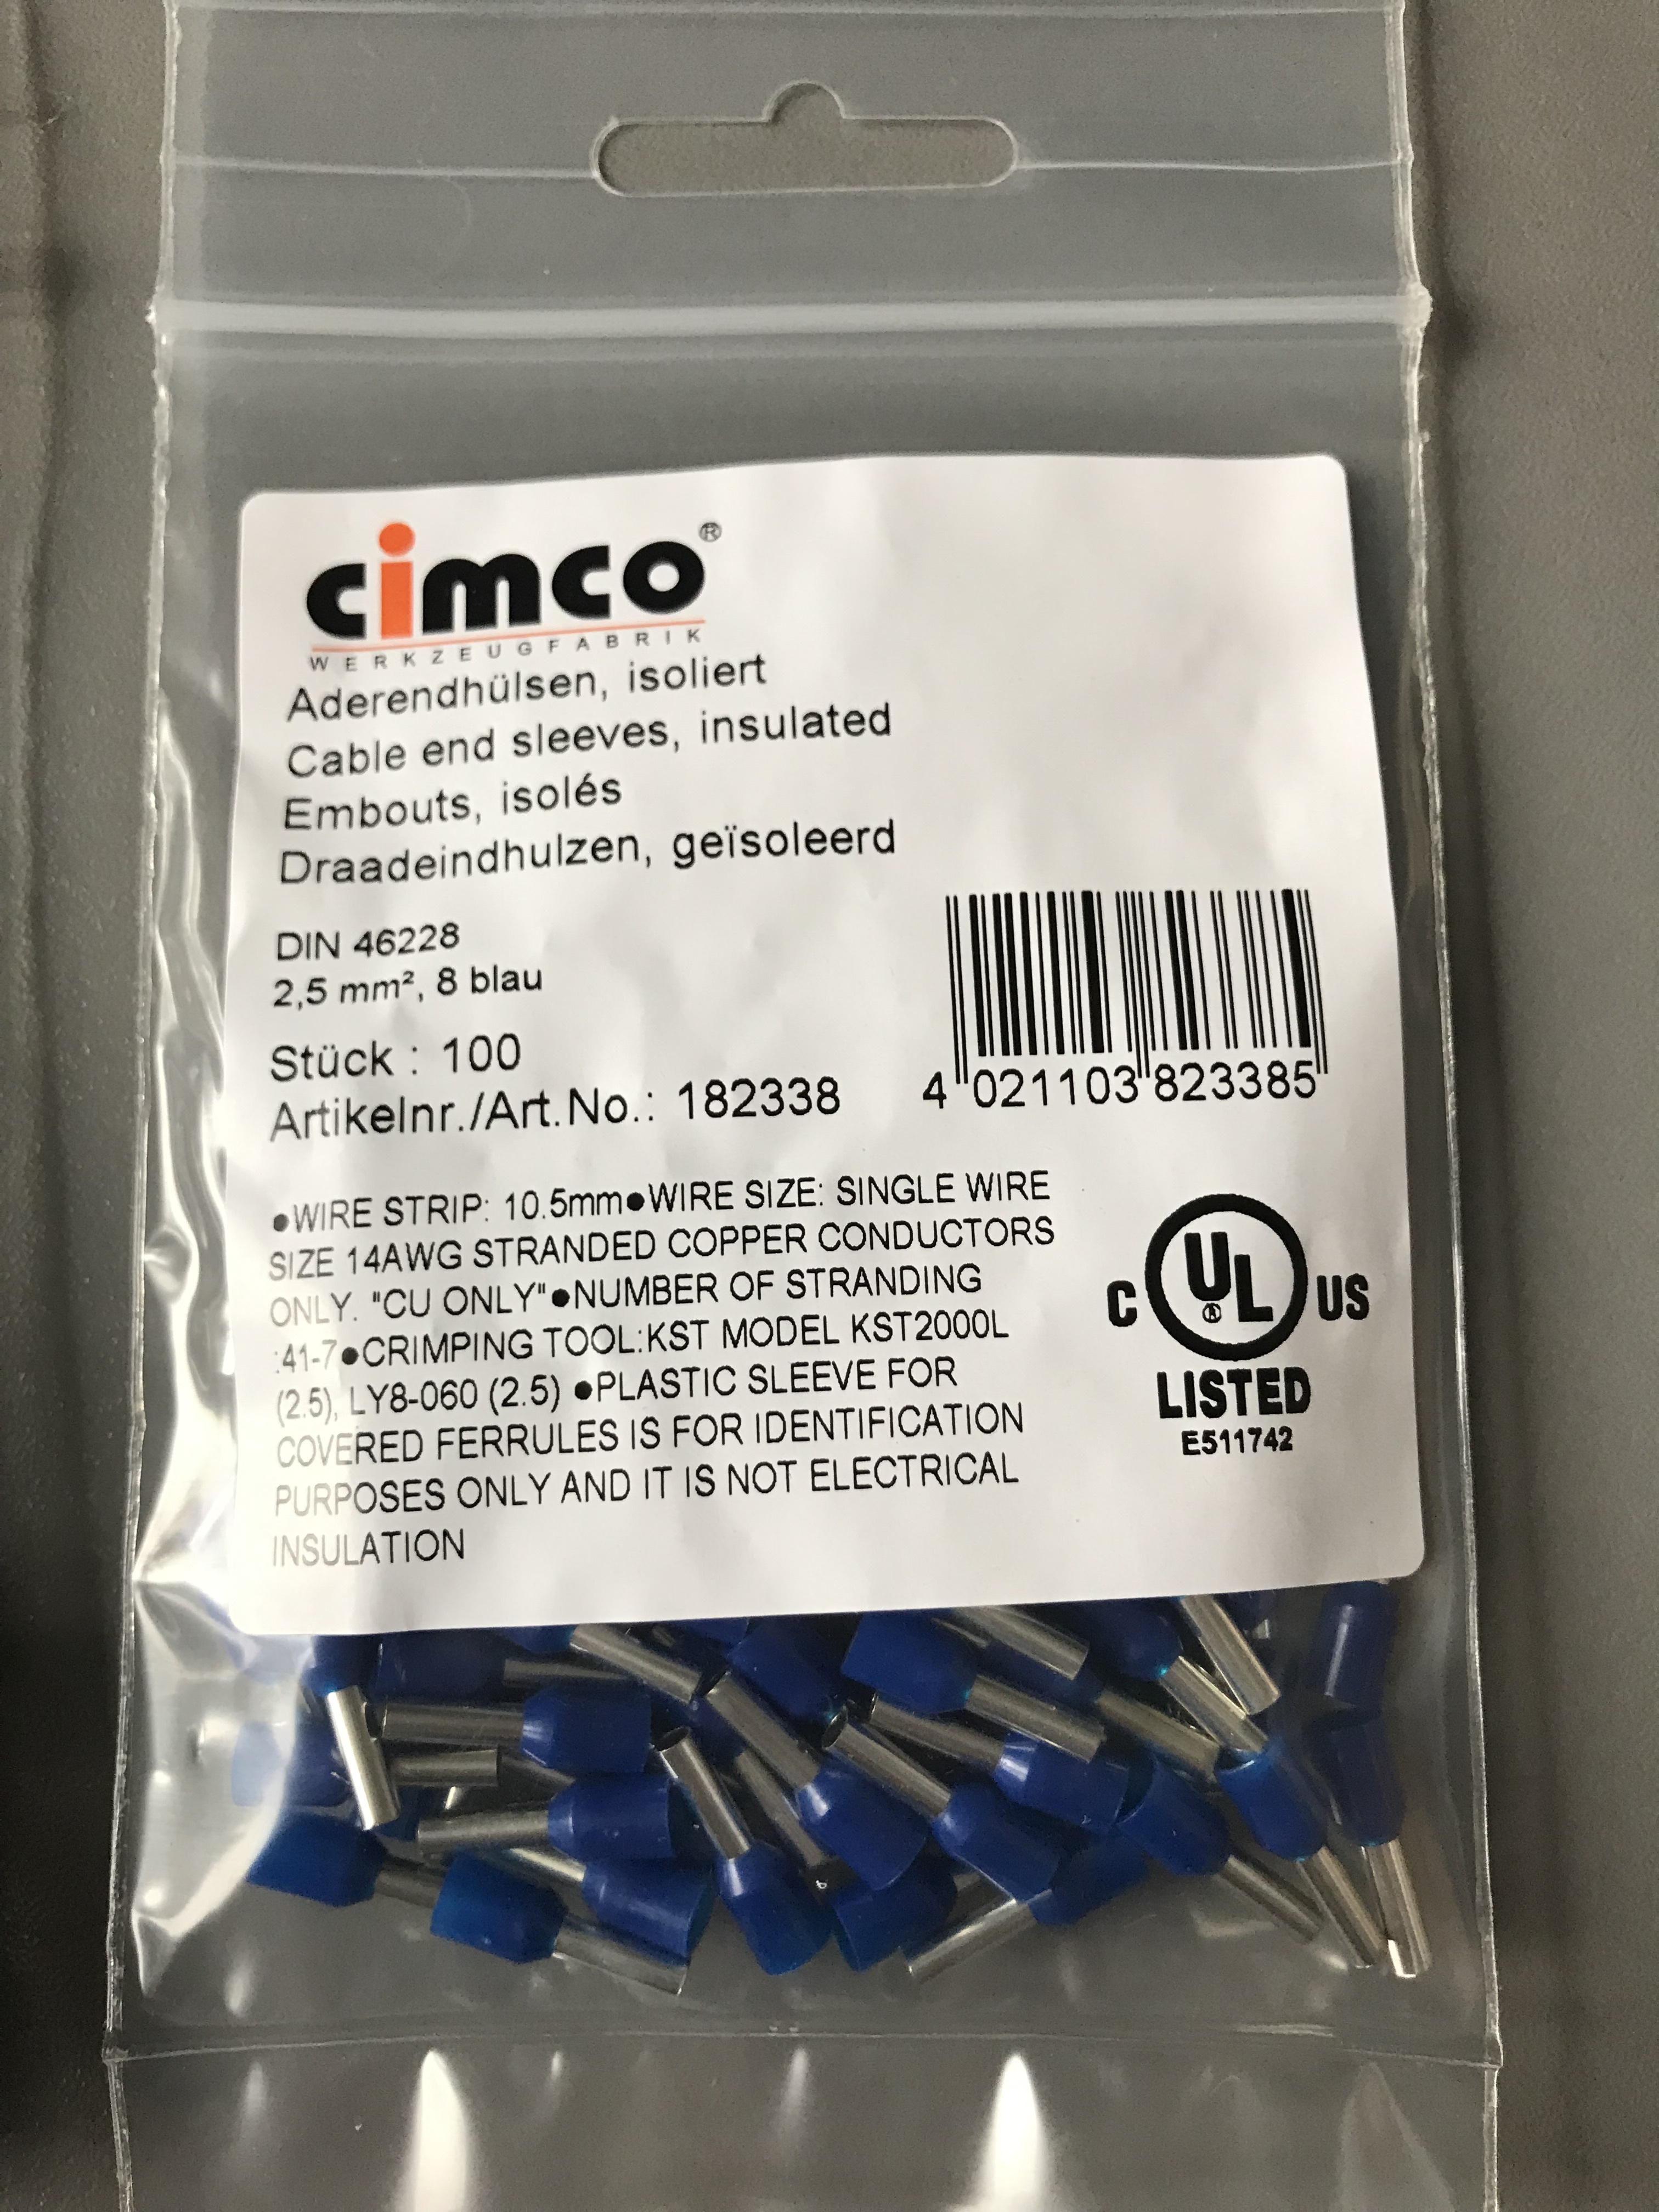 cimco®
WERKZEUGFABRIK
Aderendhülsen, isoliert
Cable end sleeves, insulated
Embouts, isolés
Draadeindhulzen, geïsoleerd
DIN 46228
2,5 mm², 8 blau
Stück : 100
Artikelnr./Art.No.: 182338
4 021103 823385
●WIRE STRIP: 10.5mm●WIRE SIZE: SINGLE WIRE
SIZE 14AWG STRANDED COPPER CONDUCTORS
ONLY. "CU ONLY"●NUMBER OF STRANDING
:41-7●CRIMPING TOOL:KST MODEL KST2000L
(2.5), LY8-060 (2.5) ●PLASTIC SLEEVE FOR
COVERED FERRULES IS FOR IDENTIFICATION
PURPOSES ONLY AND IT IS NOT ELECTRICAL
INSULATION
C UL® US
LISTED
E511742